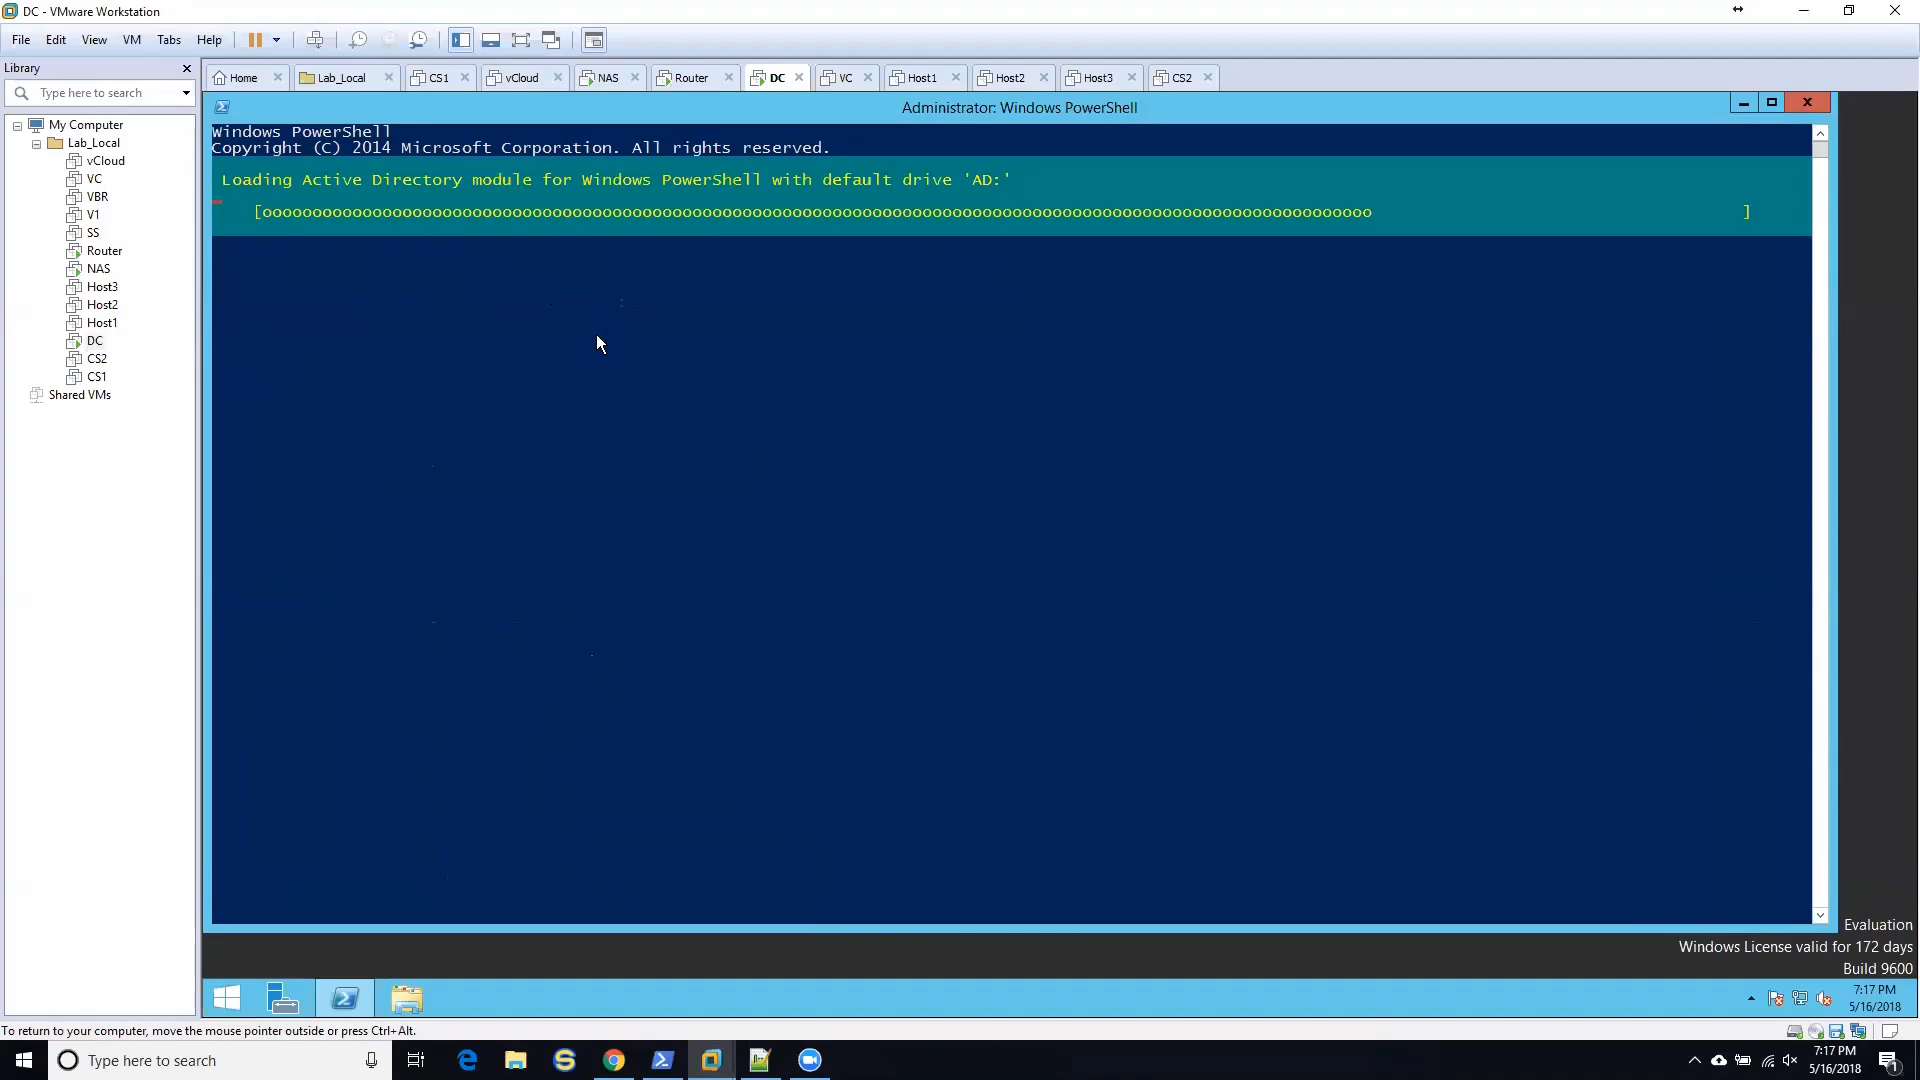 DC - VMware Workstation
File Edit View VM Tabs Help
Library
Home Lab_Local CS1 vCloud NAS Router DC VC Host1 Host2 Host3 CS2
Type here to search
My Computer
Lab_Local
vCloud
VC
VBR
V1
SS
Router
NAS
Host3
Host2
Host1
DC
CS2
CS1
Shared VMs
Administrator: Windows PowerShell
Windows PowerShell
Copyright (C) 2014 Microsoft Corporation. All rights reserved.
Loading Active Directory module for Windows PowerShell with default drive 'AD:'
[ooooooooooooooooooooooooooooooooooooooooooooooooooooooooooooooooooooooooooooooooooooooooooooooooooooooooooooooo ]
Evaluation
Windows License valid for 172 days
Build 9600
7:17 PM
5/16/2018
To return to your computer, move the mouse pointer outside or press Ctrl+Alt.
Type here to search
7:17 PM
5/16/2018
1